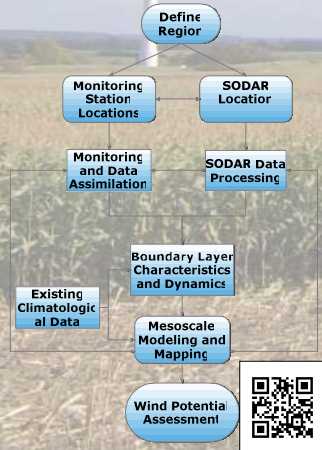 Define
Region
Monitoring
Station
Locations
SODAR
Location
Monitoring
and Data
Assimilation
SODAR Data
Processing
Boundary Layer
Characteristics
and Dynamics
Existing
Climatologic
al Data
Mesoscale
Modeling and
Mapping
Wind Potential
Assessment